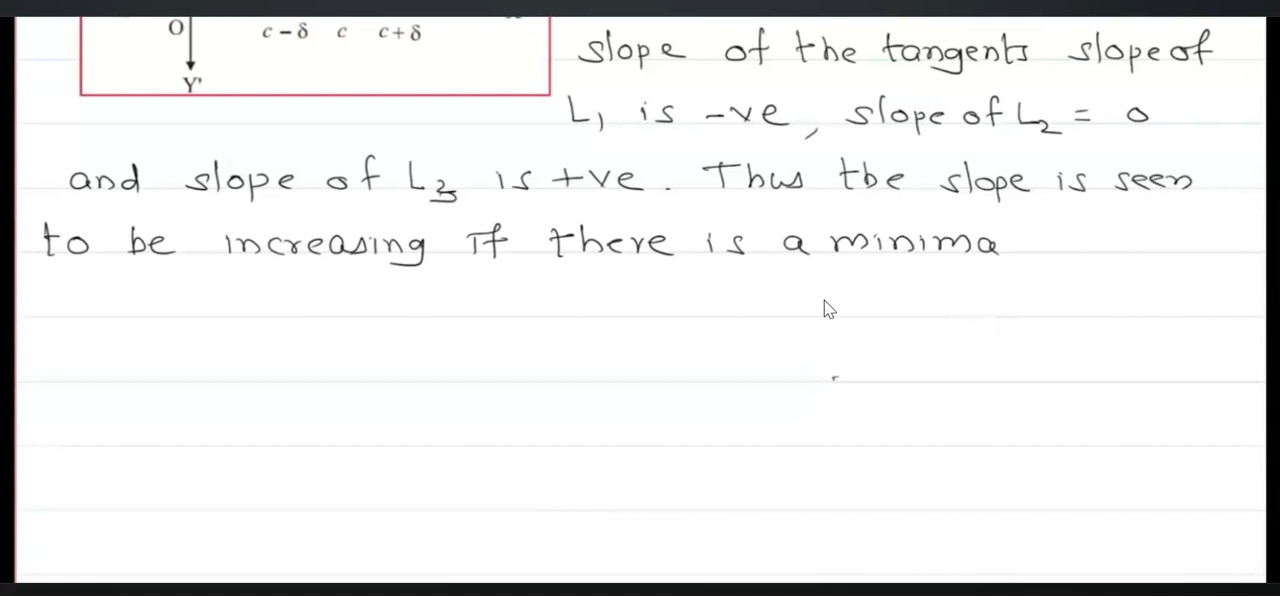 O c – δ c c + δ
Y'
slope of the tangents slope of
L₁ is -ve, slope of L₂ = 0
and slope of L₃ is +ve. Thus the slope is seen
to be increasing if there is a minima